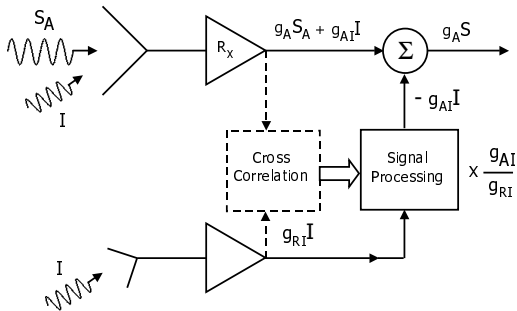 S_A
I
R_X
g_A S_A + g_AI I
Σ
g_A S
- g_AI I
Cross
Correlation
Signal
Processing
x g_AI
g_RI
g_RI I
I